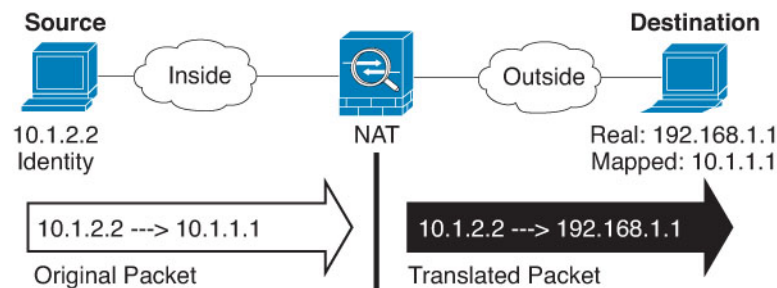 Source
Destination
Inside
Outside
10.1.2.2
Identity
NAT
Real: 192.168.1.1
Mapped: 10.1.1.1
10.1.2.2 ---> 10.1.1.1
10.1.2.2 ---> 192.168.1.1
Original Packet
Translated Packet